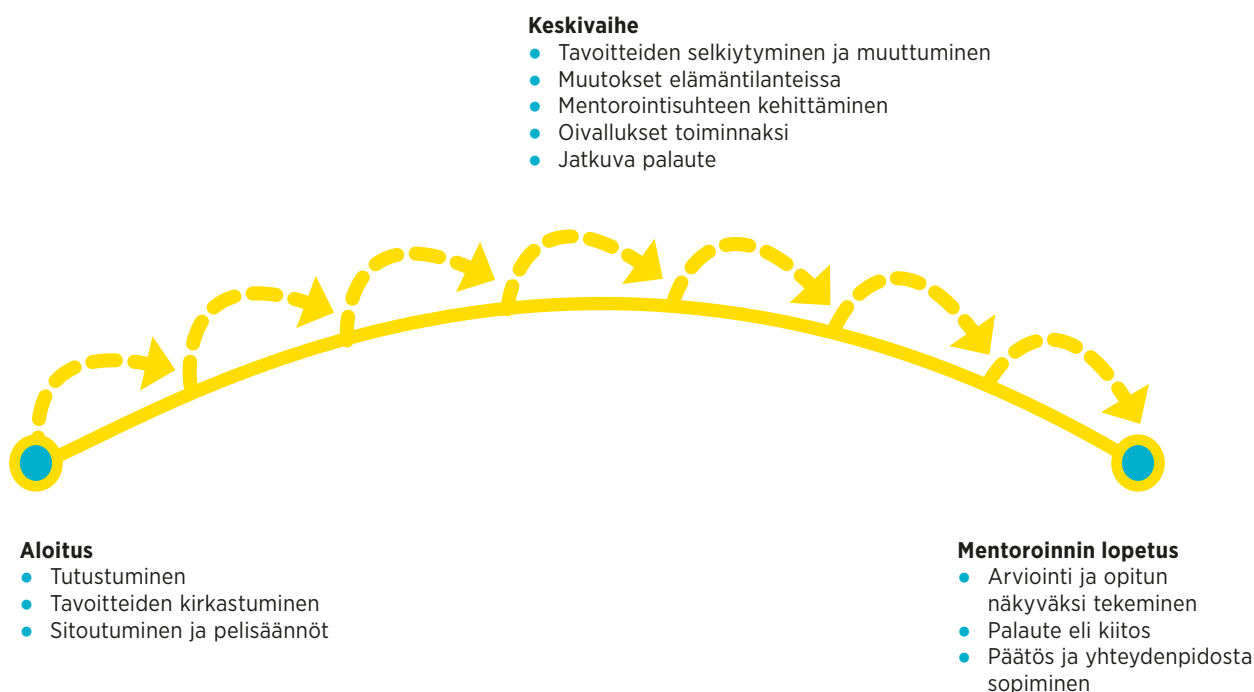 Keskivaihe
• Tavoitteiden selkiytyminen ja muuttuminen
• Muutokset elämäntilanteissa
• Mentorointisuhteen kehittäminen
• Oivallukset toiminnaksi
• Jatkuva palaute
Aloitus
• Tutustuminen
• Tavoitteiden kirkastuminen
• Sitoutuminen ja pelisäännöt
Mentoroinnin lopetus
• Arviointi ja opitun
näkyväksi tekeminen
• Palaute eli kiitos
• Päätös ja yhteydenpidosta
sopiminen